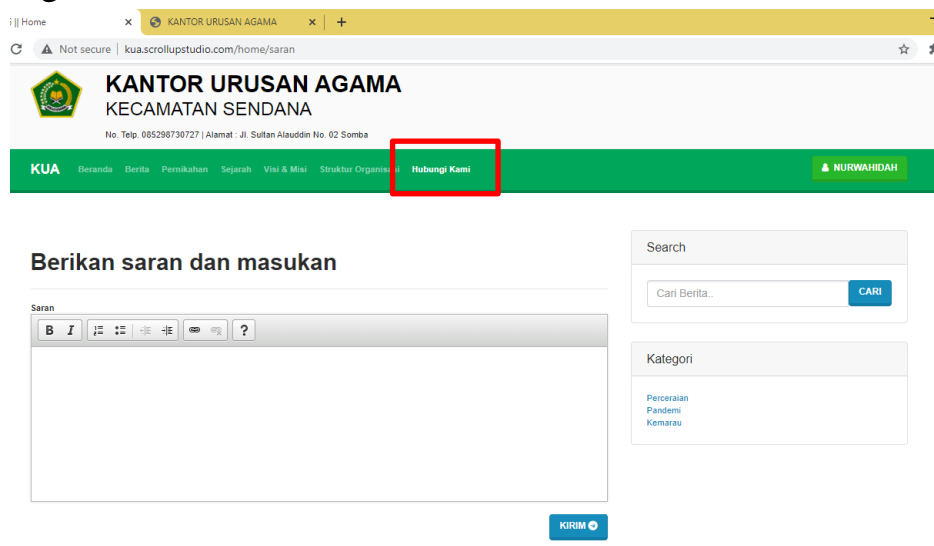 Home
KANTOR URUSAN AGAMA
Not secure | kua.scrollupstudio.com/home/saran
KANTOR URUSAN AGAMA
KECAMATAN SENDANA
No. Telp. 085298730727 | Alamat : Jl. Sultan Alauddin No. 02 Somba
KUA Beranda Berita Pernikahan Sejarah Visi & Misi Struktur Organisasi Hubungi Kami NURWAHIDAH
Berikan saran dan masukan
Saran
B I ?
KIRIM
Search
Cari Berita.. CARI
Kategori
Perceraian
Pandemi
Kemarau